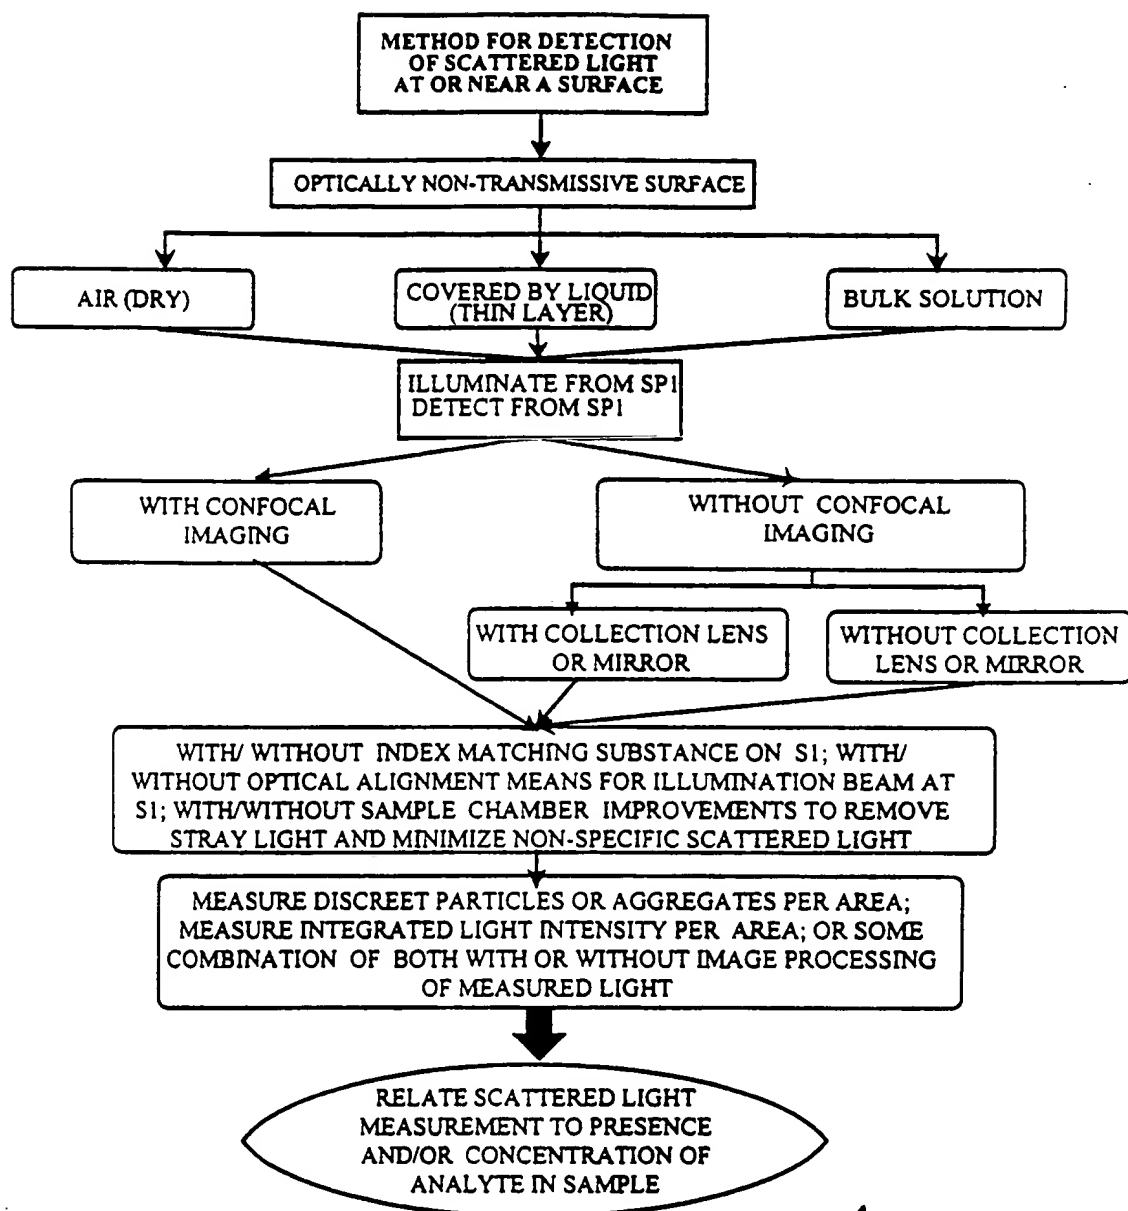 METHOD FOR DETECTION
OF SCATTERED LIGHT
AT OR NEAR A SURFACE
OPTICALLY NON-TRANSMISSIVE SURFACE
AIR (DRY)
COVERED BY LIQUID
(THIN LAYER)
BULK SOLUTION
ILLUMINATE FROM SP1
DETECT FROM SP1
WITH CONFOCAL
IMAGING
WITHOUT CONFOCAL
IMAGING
WITH COLLECTION LENS
OR MIRROR
WITHOUT COLLECTION
LENS OR MIRROR
WITH/ WITHOUT INDEX MATCHING SUBSTANCE ON S1; WITH/
WITHOUT OPTICAL ALIGNMENT MEANS FOR ILLUMINATION BEAM AT
S1; WITH/WITHOUT SAMPLE CHAMBER IMPROVEMENTS TO REMOVE
STRAY LIGHT AND MINIMIZE NON-SPECIFIC SCATTERED LIGHT
MEASURE DISCREET PARTICLES OR AGGREGATES PER AREA;
MEASURE INTEGRATED LIGHT INTENSITY PER AREA; OR SOME
COMBINATION OF BOTH WITH OR WITHOUT IMAGE PROCESSING
OF MEASURED LIGHT
RELATE SCATTERED LIGHT
MEASUREMENT TO PRESENCE
AND/OR CONCENTRATION OF
ANALYTE IN SAMPLE